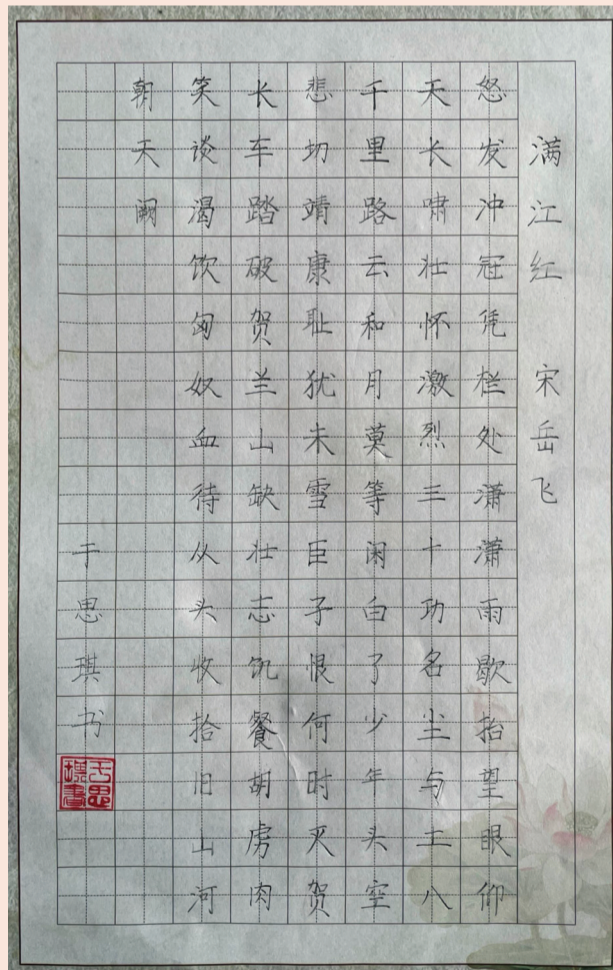 满江红 宋岳飞
怒发冲冠凭栏处潇潇雨歇抬望眼仰
天长啸壮怀激烈三十功名尘与土八
千里路云和月莫等闲白了少年头空
悲切靖康耻犹未雪臣子恨何时灭贺
长车踏破贺兰山缺壮志饥餐胡虏肉
笑谈渴饮匈奴血待从头收拾旧山河
朝天阙
于思琪书
于思琪書